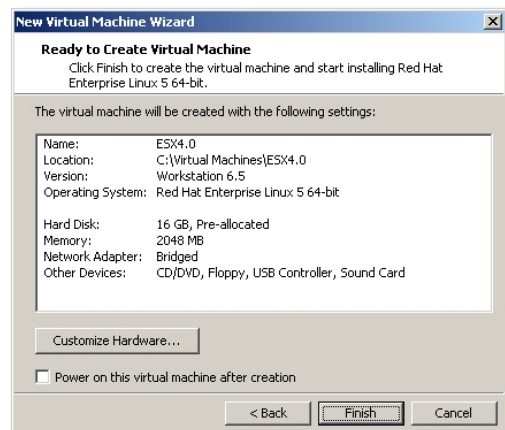 New Virtual Machine Wizard
Ready to Create Virtual Machine
Click Finish to create the virtual machine and start installing Red Hat
Enterprise Linux 5 64-bit.
The virtual machine will be created with the following settings:
Name: ESX4.0
Location: C:\Virtual Machines\ESX4.0
Version: Workstation 6.5
Operating System: Red Hat Enterprise Linux 5 64-bit
Hard Disk: 16 GB, Pre-allocated
Memory: 2048 MB
Network Adapter: Bridged
Other Devices: CD/DVD, Floppy, USB Controller, Sound Card
Customize Hardware...
Power on this virtual machine after creation
< Back Finish Cancel